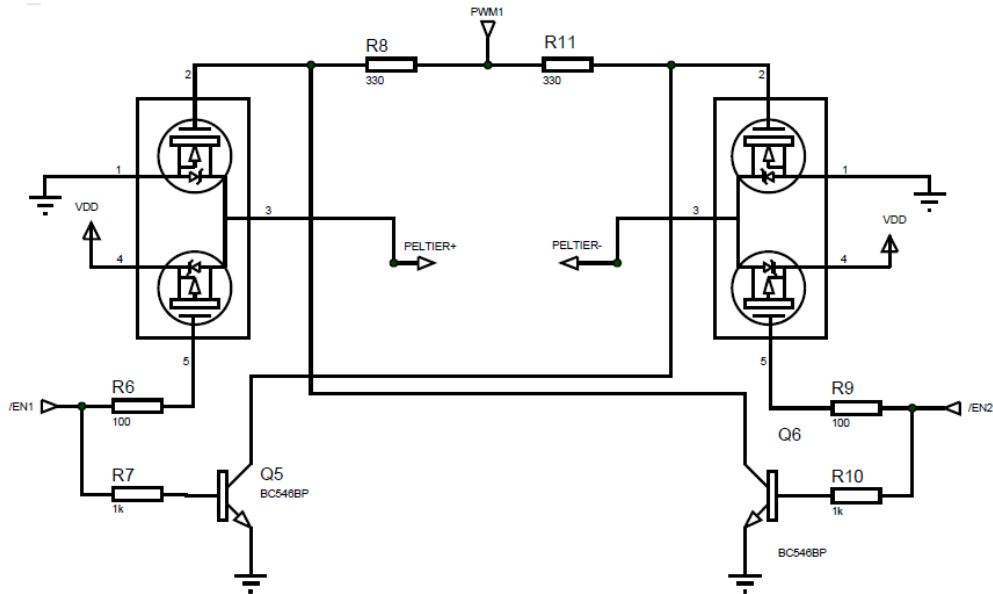 PWM1
R8
R11
330
330
2
2
1
1
VDD
VDD
3
3
PELTIER+
PELTIER-
4
4
5
5
R6
R9
/EN1
/EN2
100
100
Q6
R7
Q5
R10
BC546BP
1k
1k
BC546BP